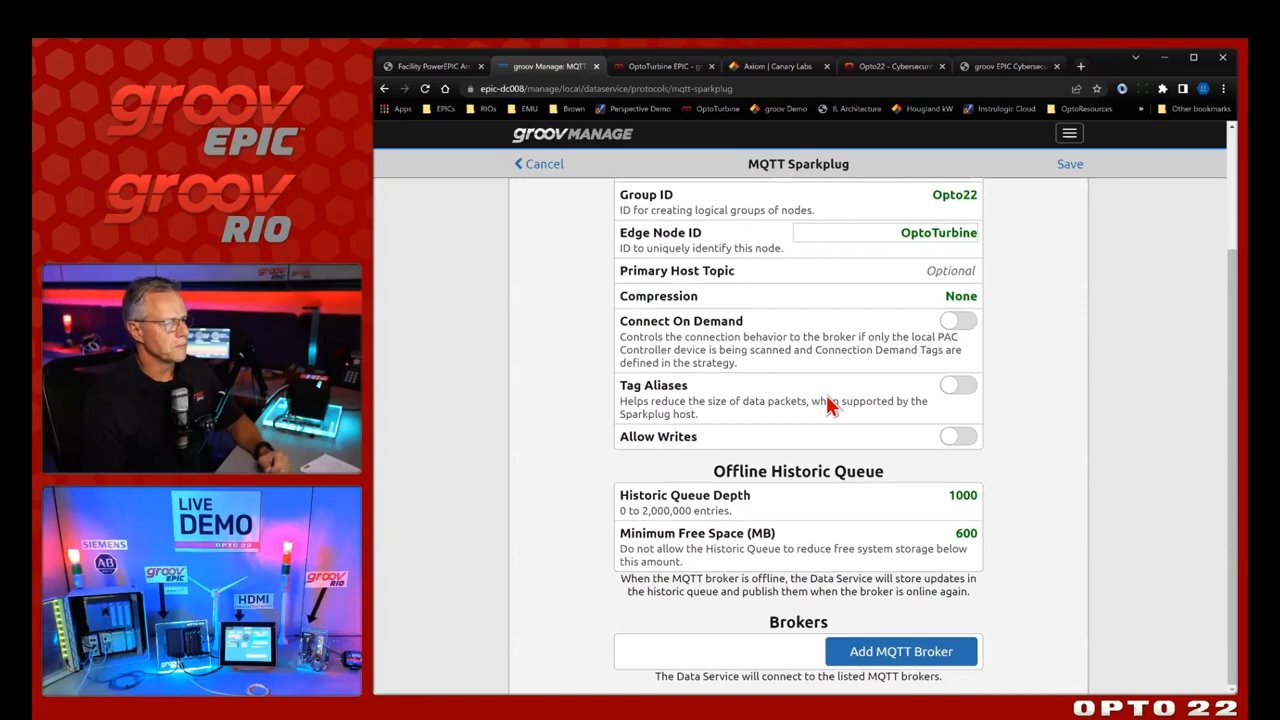 groov
EPIC
groov
RIO
SIEMENS
AB
LIVE
DEMO
OPTO 22
groov
EPIC
HDMI
groov
RIO
Facility PowerEPIC Arc
groov Manage: MQTT
OptoTurbine EPIC - gr
Axiom | Canary Labs
Opto22 - Cybersecuri
groov EPIC Cybersec
epic-dc008/manage/local/dataservice/protocols/mqtt-sparkplug
Apps EPICs RIOs EMU Brown Perspective Demo OptoTurbine groov Demo IL Architecture Hougland kW Instrulogic Cloud OptoResources » Other bookmarks
groovMANAGE
Cancel MQTT Sparkplug Save
Group ID Opto22
ID for creating logical groups of nodes.
Edge Node ID OptoTurbine
ID to uniquely identify this node.
Primary Host Topic Optional
Compression None
Connect On Demand
Controls the connection behavior to the broker if only the local PAC
Controller device is being scanned and Connection Demand Tags are
defined in the strategy.
Tag Aliases
Helps reduce the size of data packets, when supported by the
Sparkplug host.
Allow Writes
Offline Historic Queue
Historic Queue Depth 1000
0 to 2,000,000 entries.
Minimum Free Space (MB) 600
Do not allow the Historic Queue to reduce free system storage below
this amount.
When the MQTT broker is offline, the Data Service will store updates in
the historic queue and publish them when the broker is online again.
Brokers
Add MQTT Broker
The Data Service will connect to the listed MQTT brokers.
OPTO 22